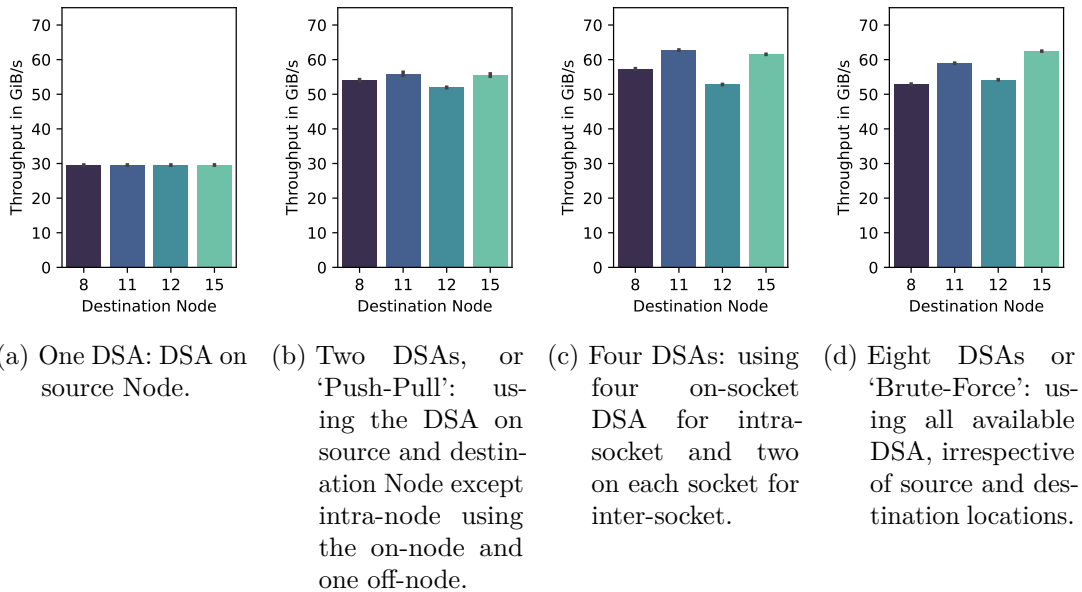 70
60
50
40
30
20
10
0
Throughput in GiB/s
8 11 12 15
Destination Node
70
60
50
40
30
20
10
0
Throughput in GiB/s
8 11 12 15
Destination Node
70
60
50
40
30
20
10
0
Throughput in GiB/s
8 11 12 15
Destination Node
70
60
50
40
30
20
10
0
Throughput in GiB/s
8 11 12 15
Destination Node
a) One DSA: DSA on
source Node.
(b) Two DSAs, or
‘Push-Pull’: us-
ing the DSA on
source and destin-
ation Node except
intra-node using
the on-node and
one off-node.
(c) Four DSAs: using
four on-socket
DSA for intra-
socket and two
on each socket for
inter-socket.
(d) Eight DSAs or
‘Brute-Force’: us-
ing all available
DSA, irrespective
of source and des-
tination locations.